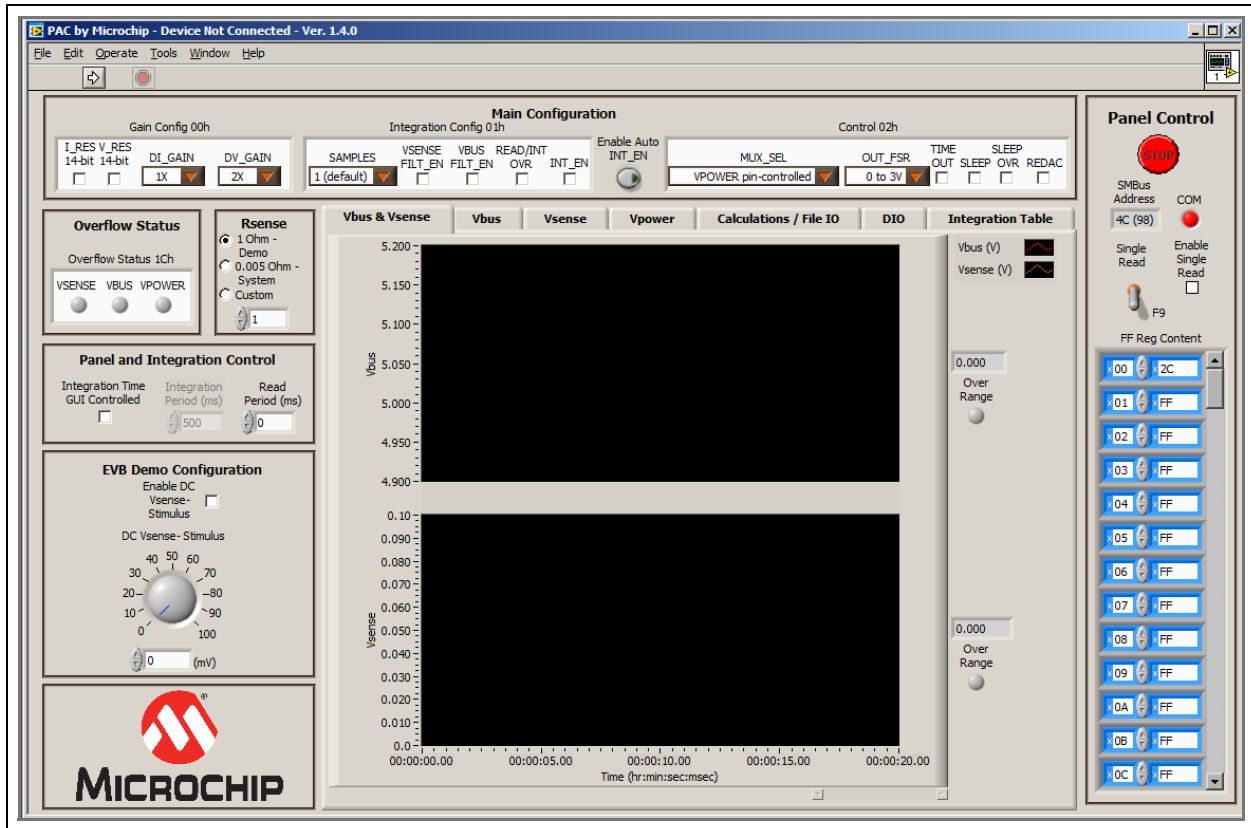 PAC by Microchip - Device Not Connected - Ver. 1.4.0
File Edit Operate Tools Window Help
1
Main Configuration
Gain Config 00h
I_RES V_RES
14-bit 14-bit
DI_GAIN
DV_GAIN
1X
2X
Integration Config 01h
SAMPLES
1 (default)
VSENSE
FILT_EN
VBUS
FILT_EN
READ/INT
OVR
INT_EN
Enable Auto
INT_EN
Control 02h
MUX_SEL
VPOWER pin-controlled
OUT_FSR
0 to 3V
TIME
OUT
SLEEP
SLEEP
OVR
REDAC
Overflow Status
Overflow Status 1Ch
VSENSE VBUS VPOWER
Rsense
1 Ohm -
Demo
0.005 Ohm -
System
Custom
1
Panel and Integration Control
Integration Time
GUI Controlled
Integration
Period (ms)
500
Read
Period (ms)
0
EVB Demo Configuration
Enable DC
Vsense-
Stimulus
DC Vsense- Stimulus
0
10
20
30
40
50
60
70
80
90
100
0
(mV)
MICROCHIP
®
Vbus & Vsense
Vbus
Vsense
Vpower
Calculations / File IO
DIO
Integration Table
Vbus
5.200
5.150
5.100
5.050
5.000
4.950
4.900
Vsense
0.10
0.090
0.080
0.070
0.060
0.050
0.040
0.030
0.020
0.010
0.0
00:00:00.00 00:00:05.00 00:00:10.00 00:00:15.00 00:00:20.00
Time (hr:min:sec:msec)
Vbus (V)
Vsense (V)
0.000
Over
Range
0.000
Over
Range
Panel Control
STOP
SMBus
Address
4C (98)
COM
Single
Read
F9
Enable
Single
Read
FF Reg Content
x 00 x 2C
x 01 x FF
x 02 x FF
x 03 x FF
x 04 x FF
x 05 x FF
x 06 x FF
x 07 x FF
x 08 x FF
x 09 x FF
x 0A x FF
x 0B x FF
x 0C x FF